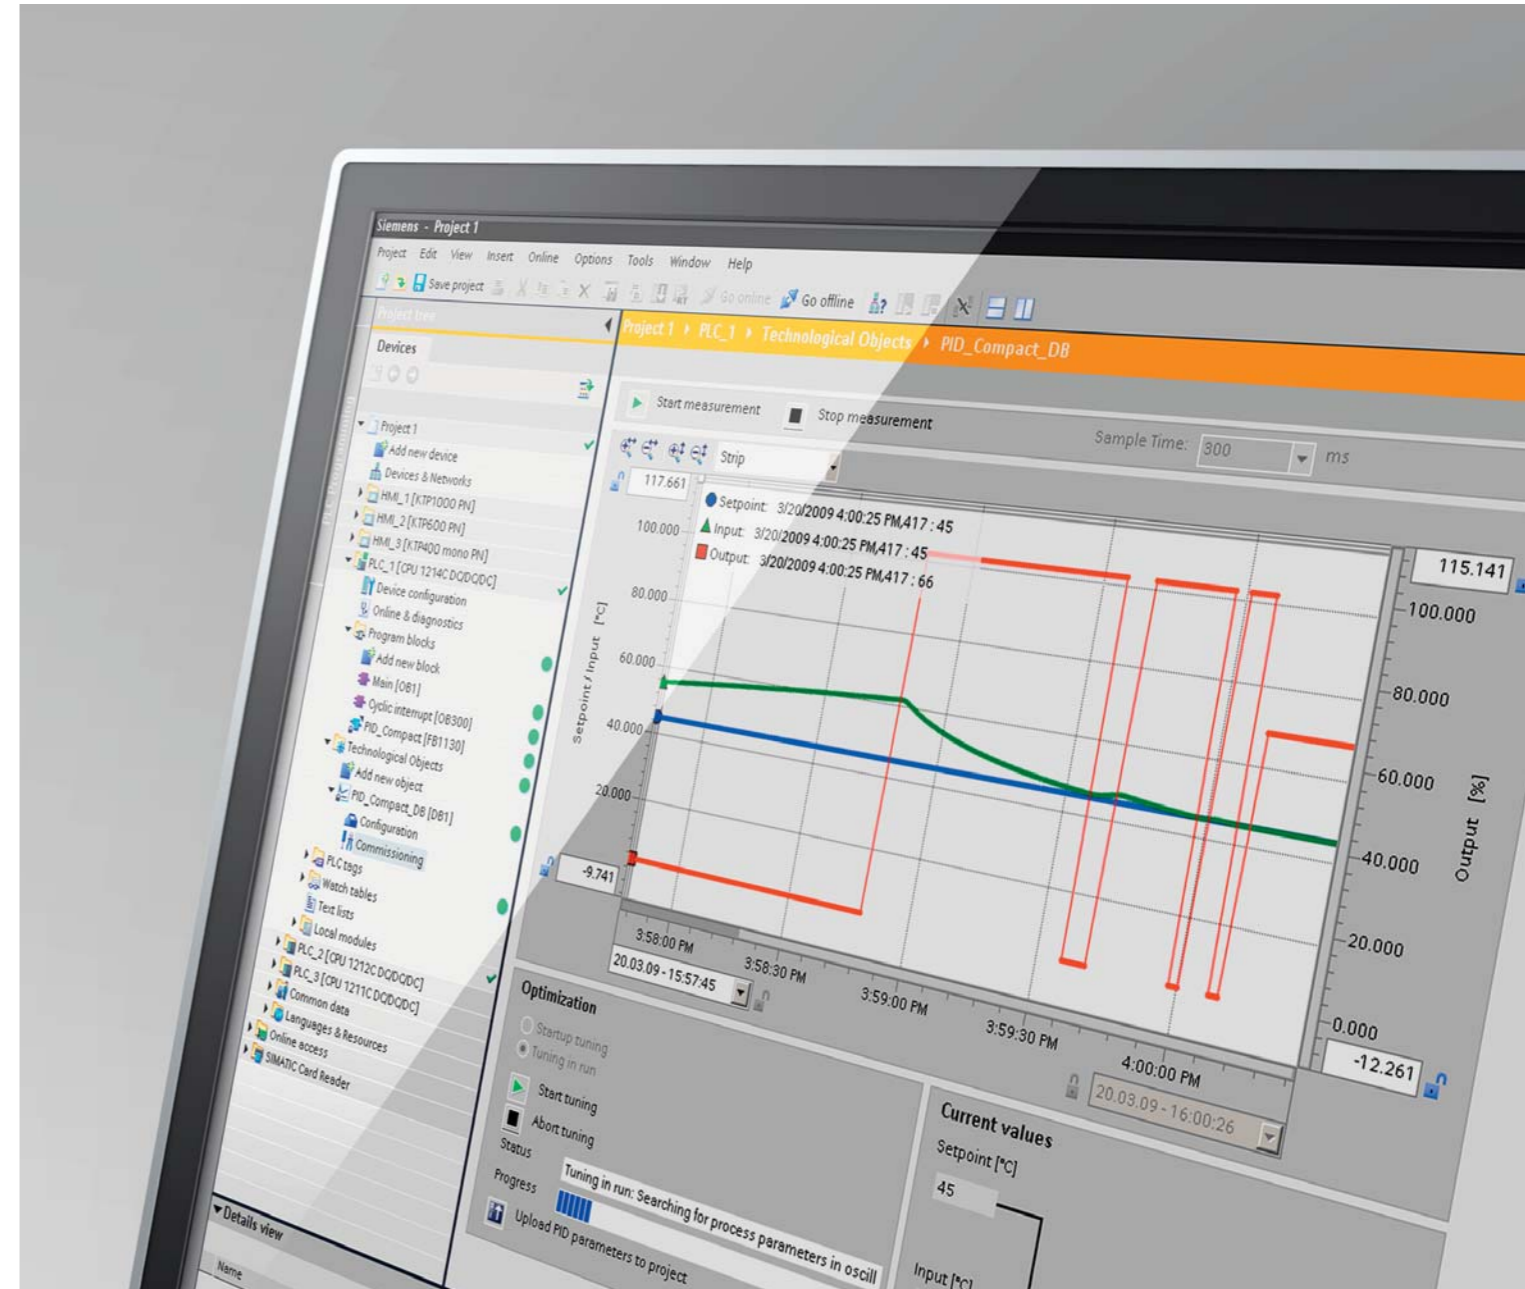 Siemens - Project 1
Project Edit View Insert Online Options Tools Window Help
Save project Go online Go offline
Project tree
Project 1 PLC_1 Technological Objects PID_Compact_DB
Devices
PLC Programming
Project 1
Add new device
Devices & Networks
HMI_1 [KTP1000 PN]
HMI_2 [KTP600 PN]
HMI_3 [KTP400 mono PN]
PLC_1 [CPU 1214C DC/DC/DC]
Device configuration
Online & diagnostics
Program blocks
Add new block
Main [OB1]
Cyclic interrupt [OB300]
PID_Compact [FB1130]
Technological Objects
Add new object
PID_Compact_DB [DB1]
Configuration
Commissioning
PLC tags
Watch tables
Text lists
Local modules
PLC_2 [CPU 1212C DC/DC/DC]
PLC_3 [CPU 1211C DC/DC/DC]
Common data
Languages & Resources
Online access
SIMATIC Card Reader
Details view
Name
Start measurement Stop measurement Sample Time: 300 ms
Strip
117.661
100.000
80.000
60.000
40.000
20.000
-9.741
Setpoint / Input [°C]
Setpoint: 3/20/2009 4:00:25 PM,417 : 45
Input: 3/20/2009 4:00:25 PM,417 : 45
Output: 3/20/2009 4:00:25 PM,417 : 66
115.141
100.000
80.000
60.000
40.000
20.000
0.000
-12.261
Output [%]
3:58:00 PM 3:58:30 PM 3:59:00 PM 3:59:30 PM 4:00:00 PM
20.03.09 - 15:57:45
20.03.09 - 16:00:26
Optimization
Startup tuning
Tuning in run
Start tuning
Abort tuning
Status Tuning in run: Searching for process parameters in oscill
Progress
Upload PID parameters to project
Current values
Setpoint [°C]
45
Input [°C]